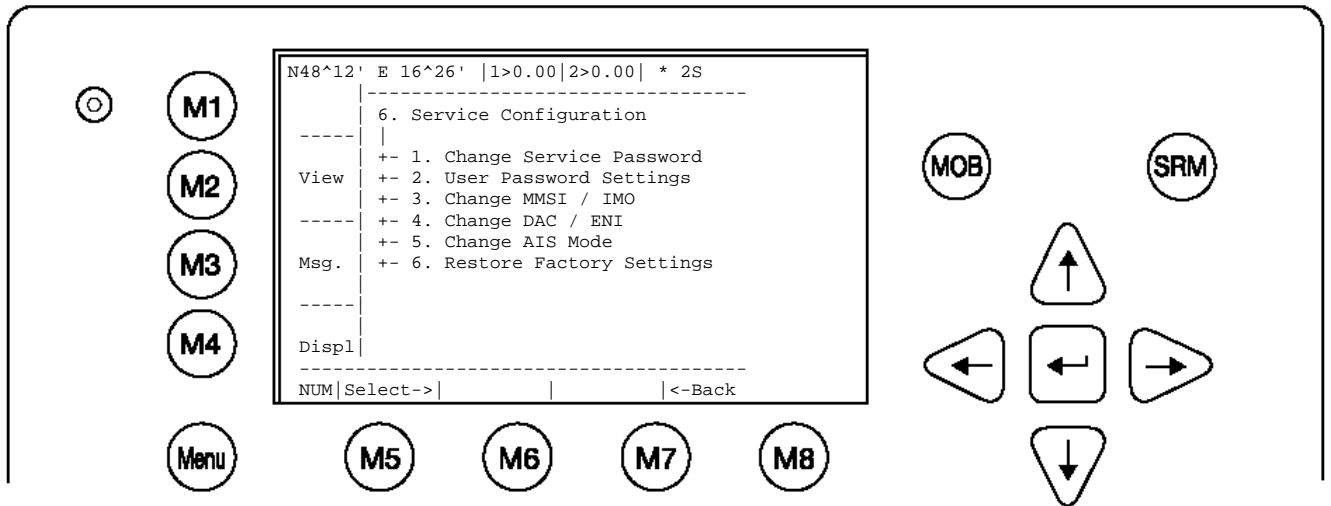 N48^12' E 16^26' |1>0.00|2>0.00| * 2S
|-----------------------------------
M1
6. Service Configuration
-----| |
+- 1. Change Service Password
M2
View | +- 2. User Password Settings
+- 3. Change MMSI / IMO
-----| +- 4. Change DAC / ENI
+- 5. Change AIS Mode
M3
Msg. | +- 6. Restore Factory Settings
-----|
M4
Displ|
-----------------------------------------
NUM|Select->| | |<-Back
MOB
SRM
Menu
M5
M6
M7
M8